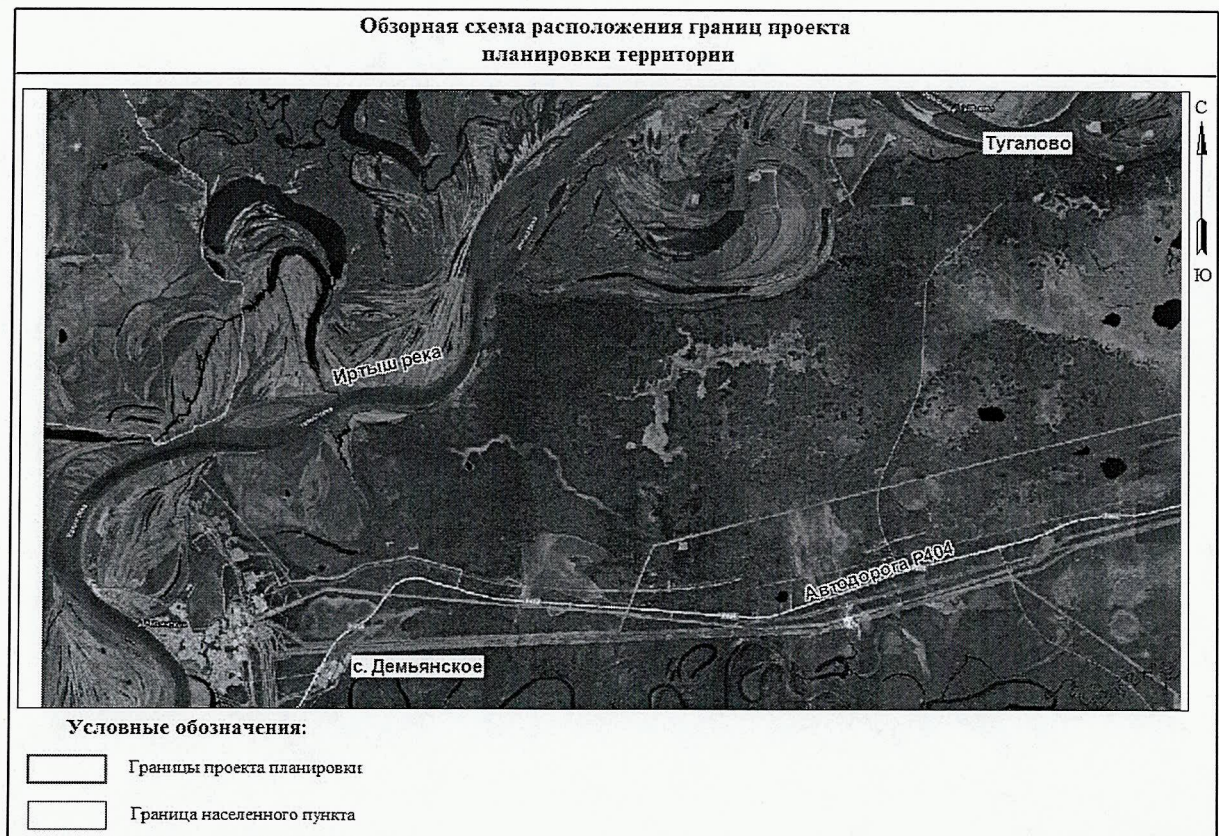 Обзорная схема расположения границ проекта
планировки территории
С
Тугалово
Ю
Иртыш река
Автодорога Р404
с. Демьянское
Условные обозначения:
Границы проекта планировки
Граница населенного пункта